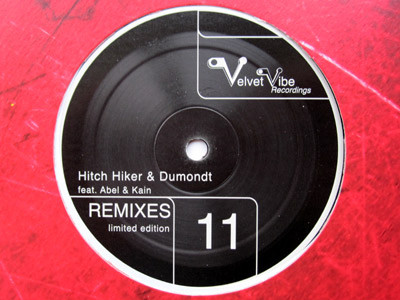 Velvet Vibe
Recordings
Hitch Hiker & Dumondt
feat. Abel & Kain
REMIXES
limited edition
11